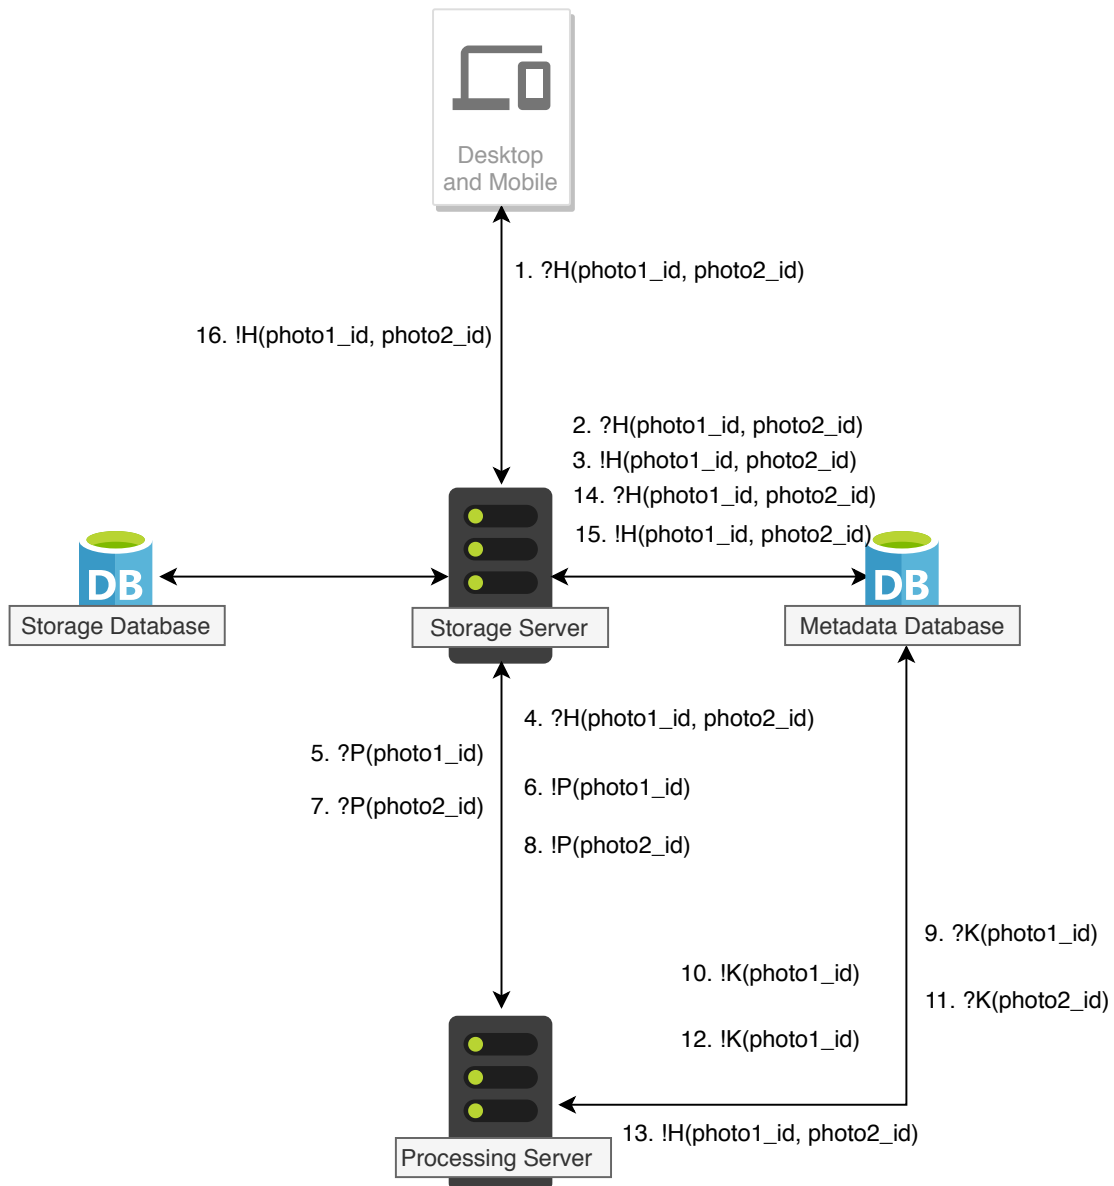 Desktop
and Mobile
1. ?H(photo1_id, photo2_id)
16. !H(photo1_id, photo2_id)
2. ?H(photo1_id, photo2_id)
3. !H(photo1_id, photo2_id)
14. ?H(photo1_id, photo2_id)
15. !H(photo1_id, photo2_id)
DB
DB
Storage Database
Storage Server
Metadata Database
4. ?H(photo1_id, photo2_id)
5. ?P(photo1_id)
6. !P(photo1_id)
7. ?P(photo2_id)
8. !P(photo2_id)
9. ?K(photo1_id)
10. !K(photo1_id)
11. ?K(photo2_id)
12. !K(photo1_id)
13. !H(photo1_id, photo2_id)
Processing Server